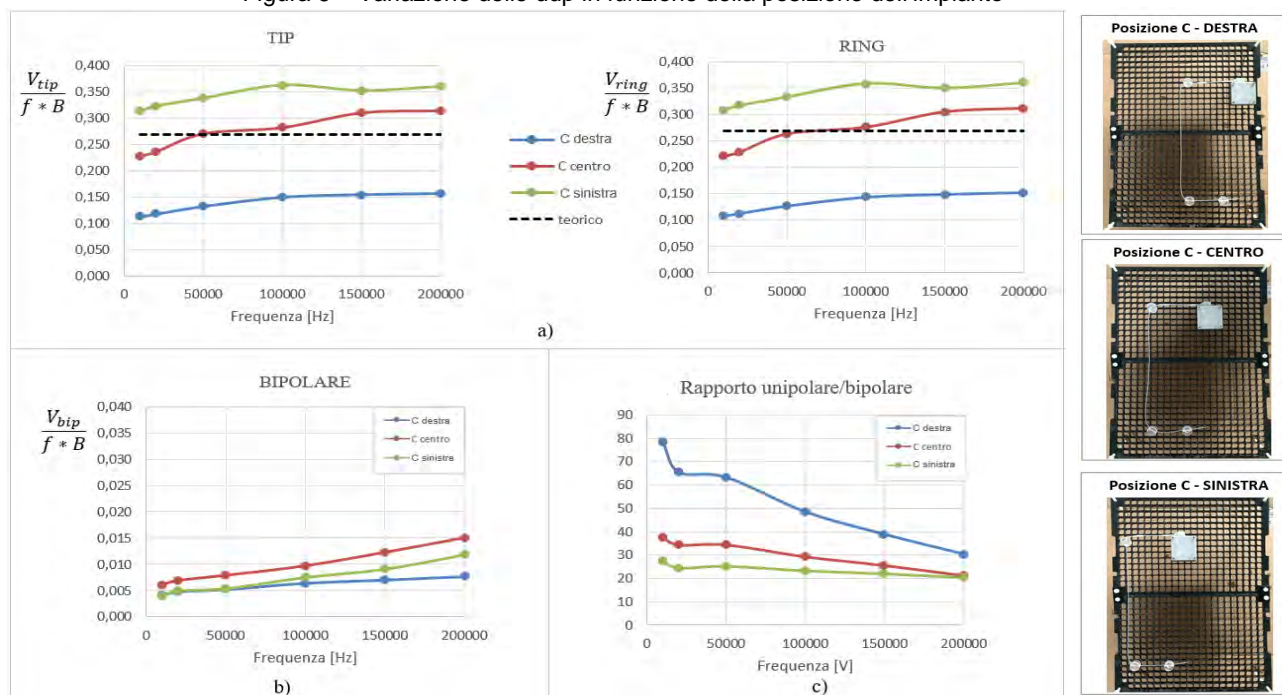 Figura 5 – Variazione delle ddp in funzione della posizione dell'impianto
TIP
V_tip / f * B
0,400
0,350
0,300
0,250
0,200
0,150
0,100
0,050
0,000
0 50000 100000 150000 200000
Frequenza [Hz]
C destra
C centro
C sinistra
teorico
RING
V_ring / f * B
0,400
0,350
0,300
0,250
0,200
0,150
0,100
0,050
0,000
0 50000 100000 150000 200000
Frequenza [Hz]
a)
BIPOLARE
V_bip / f * B
0,040
0,035
0,030
0,025
0,020
0,015
0,010
0,005
0,000
0 50000 100000 150000 200000
Frequenza [Hz]
C destra
C centro
C sinistra
b)
Rapporto unipolare/bipolare
90
80
70
60
50
40
30
20
10
0
0 50000 100000 150000 200000
Frequenza [V]
C destra
C centro
C sinistra
c)
Posizione C - DESTRA
Posizione C - CENTRO
Posizione C - SINISTRA